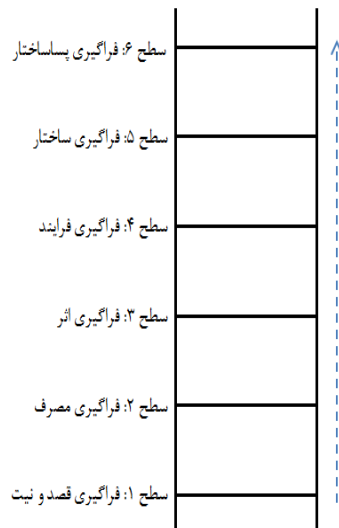 سطح ۶: فراگیری پساساختار
سطح ۵: فراگیری ساختار
سطح ۴: فراگیری فرایند
سطح ۳: فراگیری اثر
سطح ۲: فراگیری مصرف
سطح ۱: فراگیری قصد و نیت